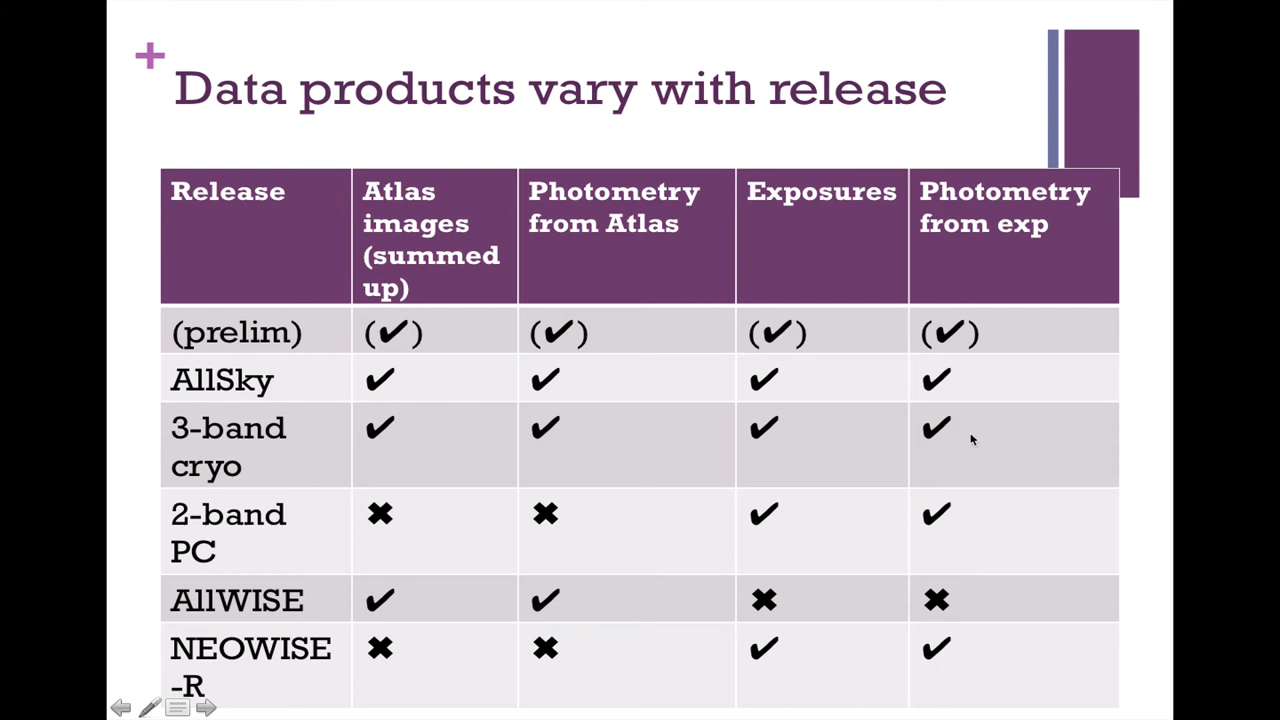 +
Data products vary with release
Release
Atlas
images
(summed
up)
Photometry
from Atlas
Exposures
Photometry
from exp
(prelim) (✔) (✔) (✔) (✔)
AllSky ✔ ✔ ✔ ✔
3-band
cryo
✔ ✔ ✔ ✔
2-band
PC
✖ ✖ ✔ ✔
AllWISE ✔ ✔ ✖ ✖
NEOWISE
-R
✖ ✖ ✔ ✔